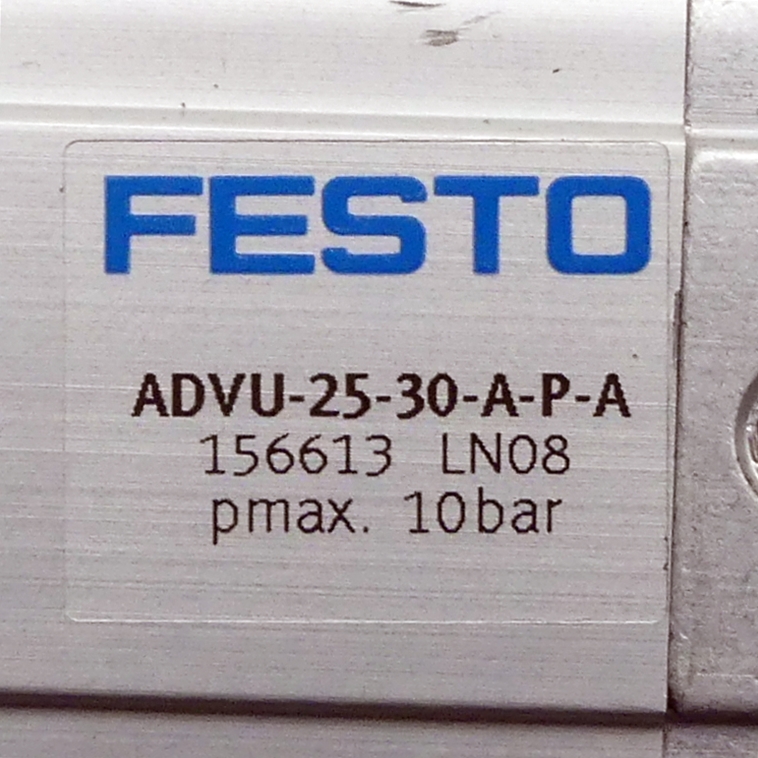 FESTO
ADVU-25-30-A-P-A
156613 LN08
pmax. 10bar